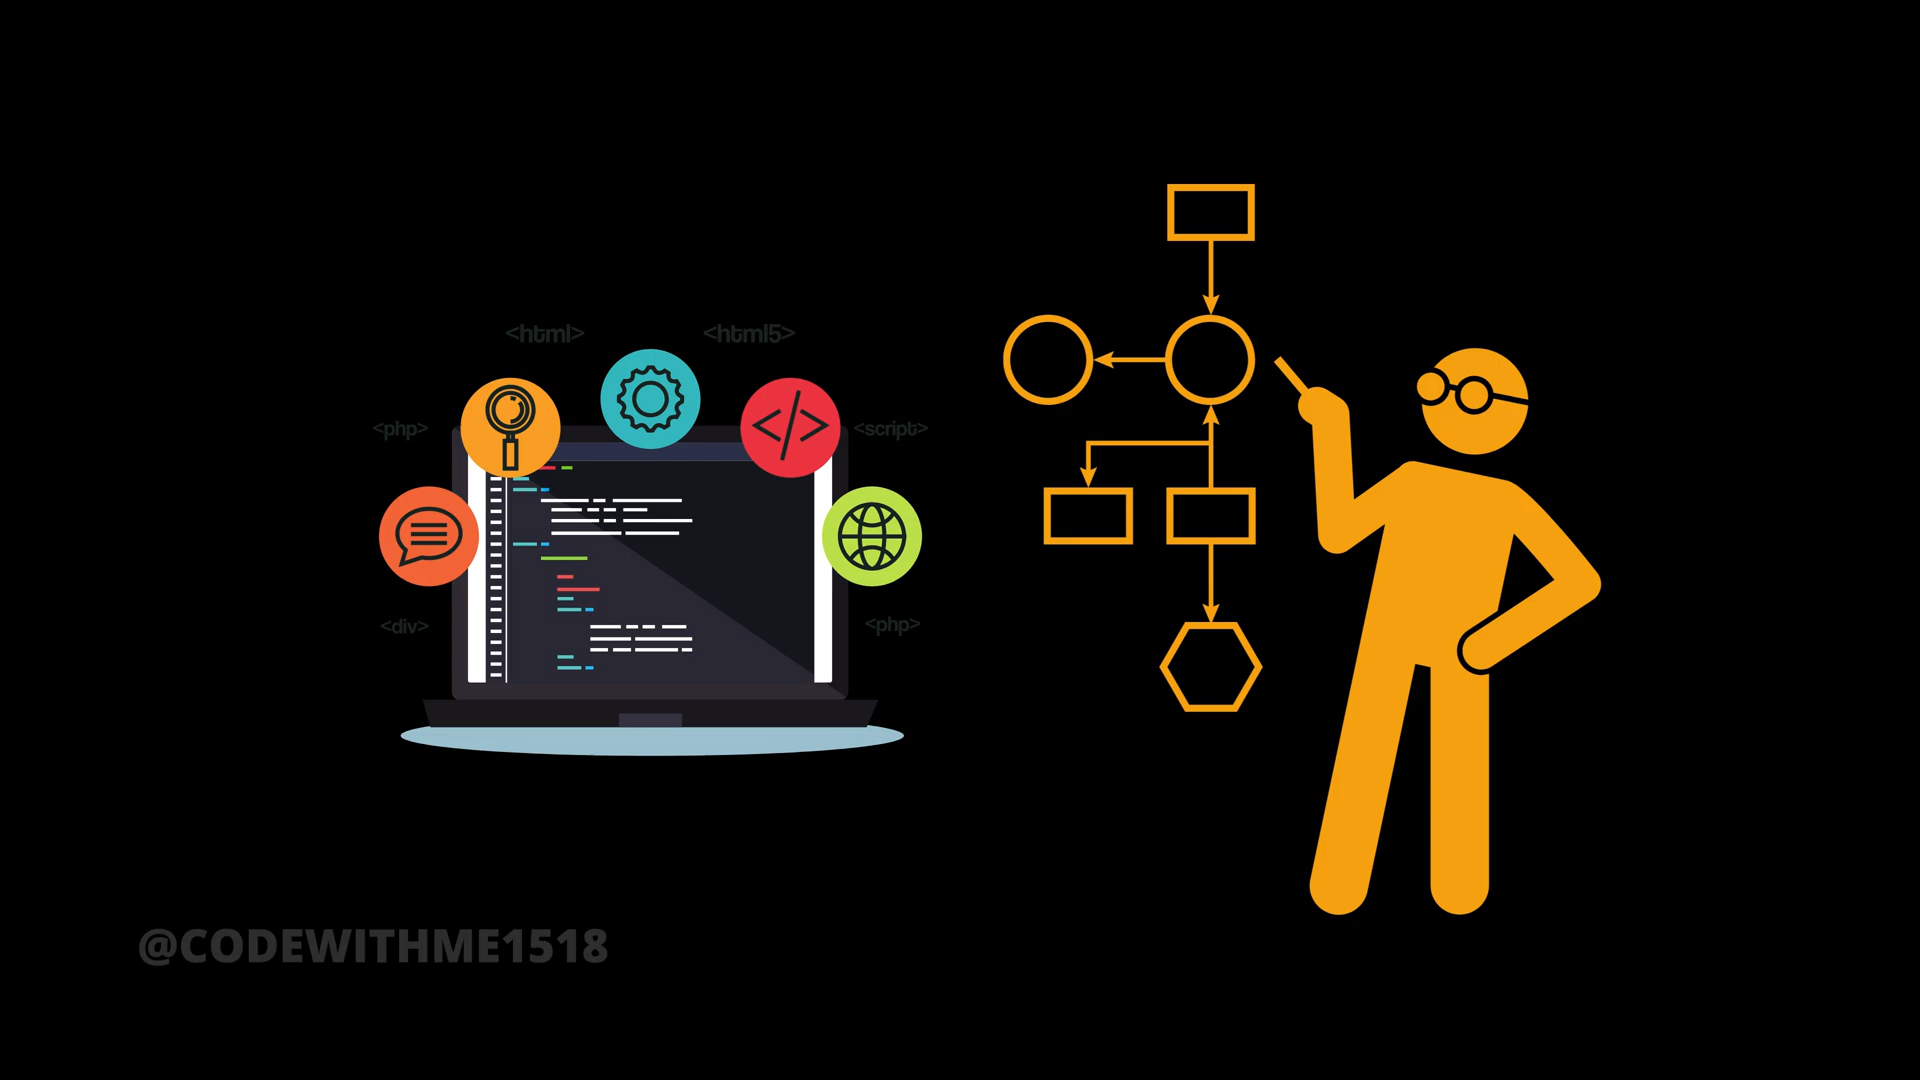 <html>
<html5>
<php>
<script>
<div>
<php>
@CODEWITHME1518